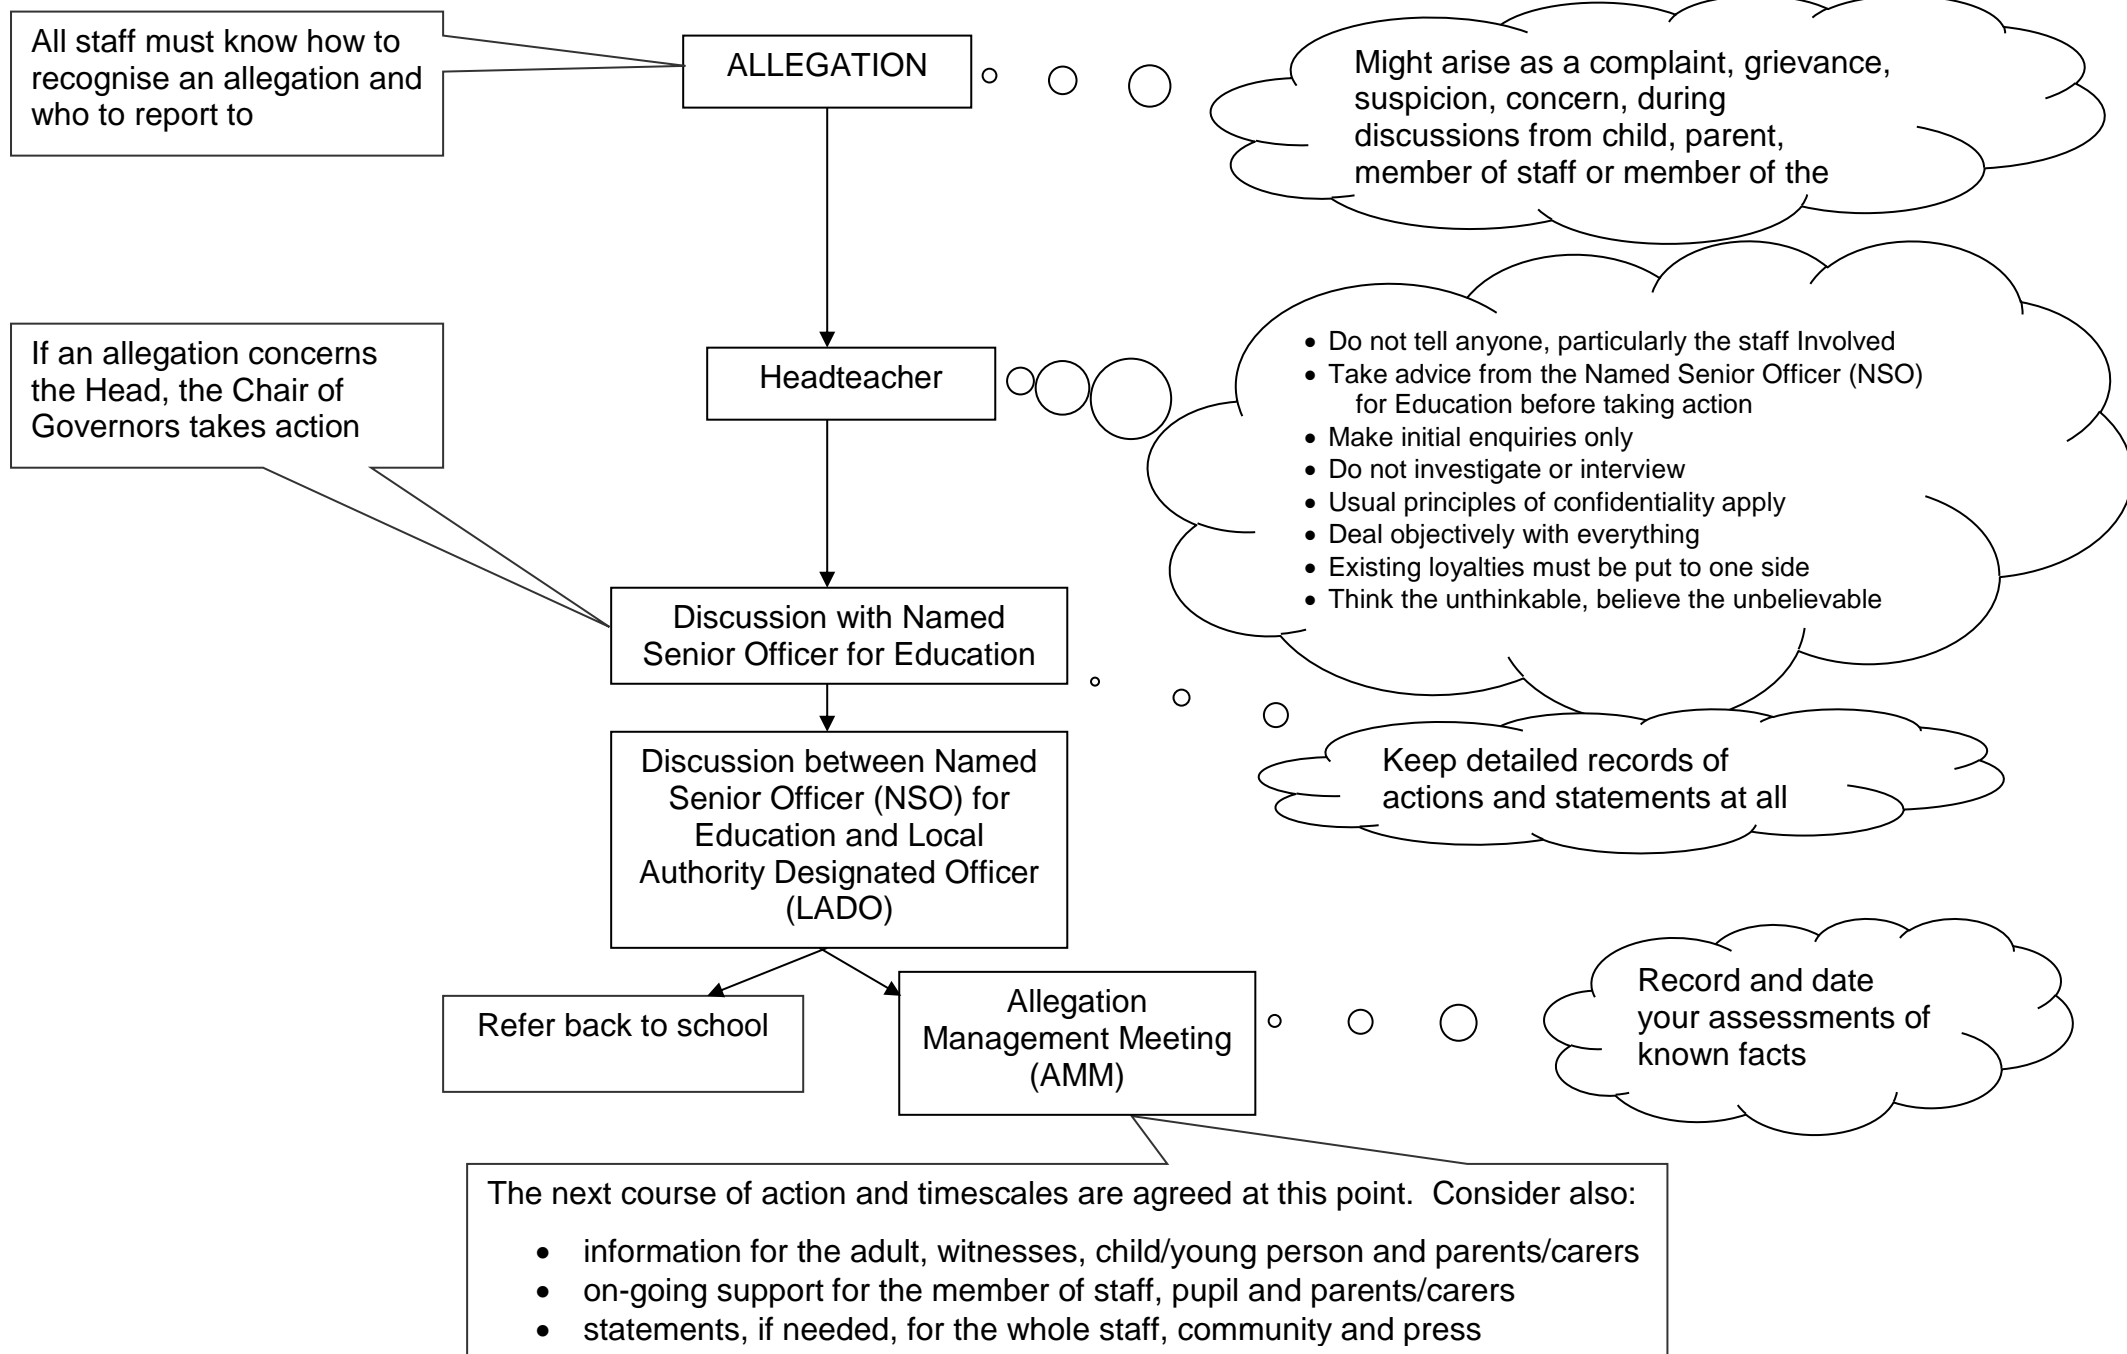 All staff must know how to
recognise an allegation and
who to report to
ALLEGATION
Might arise as a complaint, grievance,
suspicion, concern, during
discussions from child, parent,
member of staff or member of the
If an allegation concerns
the Head, the Chair of
Governors takes action
Headteacher
• Do not tell anyone, particularly the staff Involved
• Take advice from the Named Senior Officer (NSO)
for Education before taking action
• Make initial enquiries only
• Do not investigate or interview
• Usual principles of confidentiality apply
• Deal objectively with everything
• Existing loyalties must be put to one side
• Think the unthinkable, believe the unbelievable
Discussion with Named
Senior Officer for Education
Keep detailed records of
actions and statements at all
Discussion between Named
Senior Officer (NSO) for
Education and Local
Authority Designated Officer
(LADO)
Refer back to school
Allegation
Management Meeting
(AMM)
Record and date
your assessments of
known facts
The next course of action and timescales are agreed at this point.  Consider also:
• information for the adult, witnesses, child/young person and parents/carers
• on-going support for the member of staff, pupil and parents/carers
• statements, if needed, for the whole staff, community and press